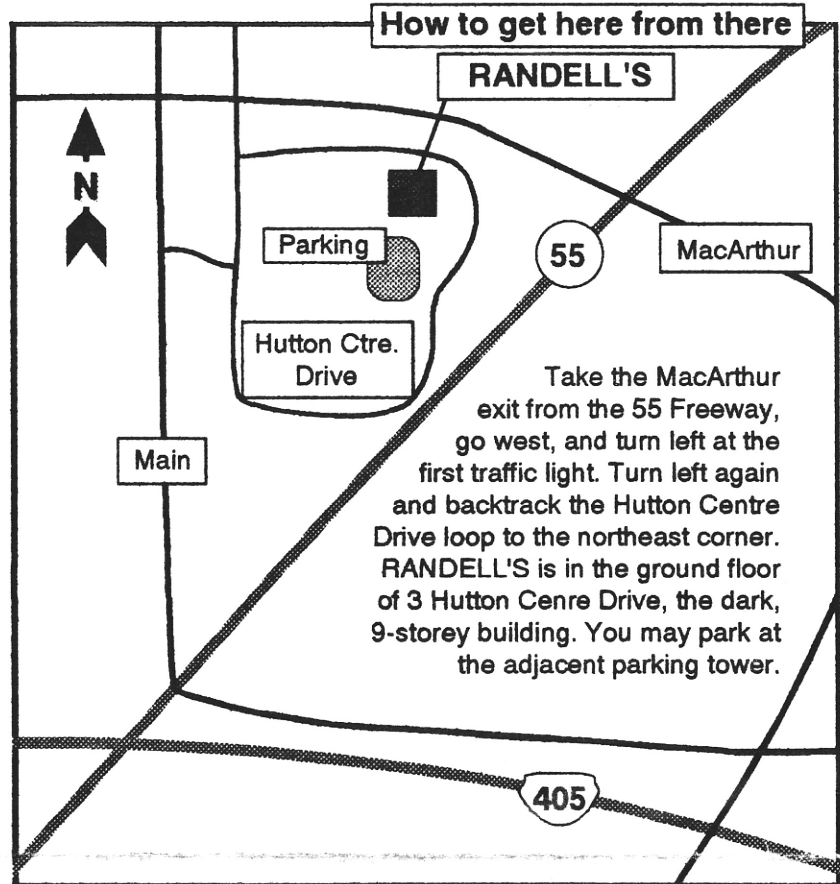 How to get here from there
RANDELL'S
N
Parking
55
MacArthur
Hutton Ctre.
Drive
Take the MacArthur
exit from the 55 Freeway,
go west, and turn left at the
first traffic light. Turn left again
and backtrack the Hutton Centre
Drive loop to the northeast corner.
RANDELL'S is in the ground floor
of 3 Hutton Cenre Drive, the dark,
9-storey building. You may park at
the adjacent parking tower.
Main
405